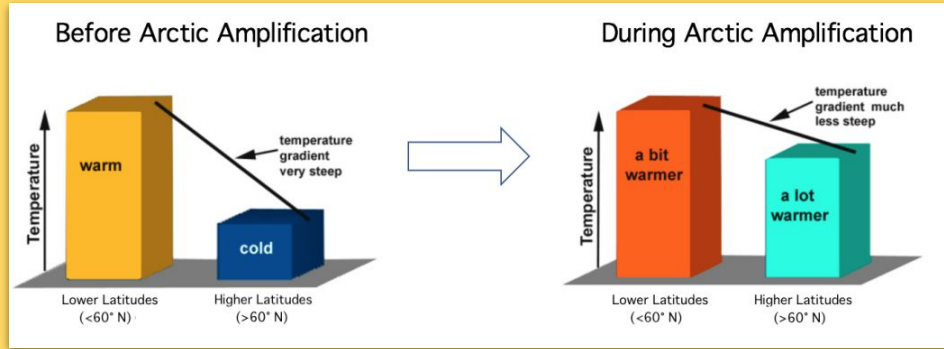 Before Arctic Amplification
Temperature
warm
cold
temperature
gradient
very steep
Lower Latitudes
(<60° N)
Higher Latitudes
(>60° N)
During Arctic Amplification
Temperature
a bit
warmer
a lot
warmer
temperature
gradient much
less steep
Lower Latitudes
(<60° N)
Higher Latitudes
(>60° N)